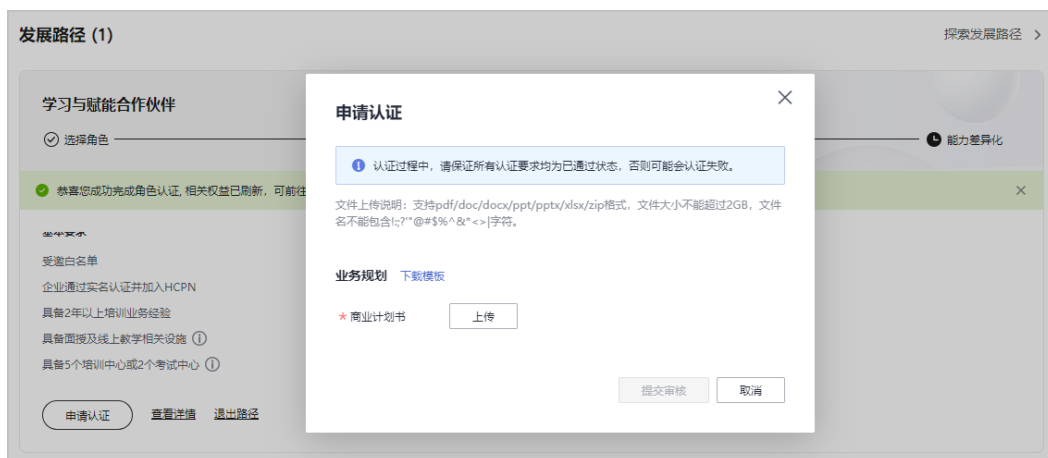 发展路径 (1)
探索发展路径
学习与赋能合作伙伴
选择角色
能力差异化
恭喜您成功完成角色认证, 相关权益已刷新，可前往
基本要求
受邀白名单
企业通过实名认证并加入HCPN
具备2年以上培训业务经验
具备面授及线上教学相关设施
具备5个培训中心或2个考试中心
申请认证
查看详情
退出路径
申请认证
认证过程中，请保证所有认证要求均为已通过状态，否则可能会认证失败。
文件上传说明：支持pdf/doc/docx/ppt/pptx/xlsx/zip格式，文件大小不能超过2GB，文件
名不能包含!;?'"@#$%^&*<>|字符。
业务规划 下载模板
*商业计划书
上传
提交审核
取消